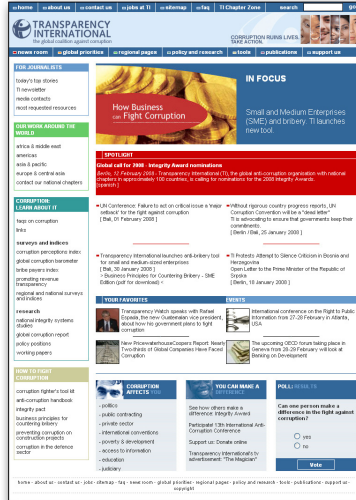 home about us contact us jobs at TI sitemap faq TI Chapter Zone search go
TRANSPARENCY
INTERNATIONAL
the global coalition against corruption
CORRUPTION RUINS LIVES.
TAKE ACTION.
news room global priorities regional pages policy and research tools publications support us
FOR JOURNALISTS
today's top stories
TI newsletter
media contacts
most requested resources
OUR WORK AROUND THE
WORLD
africa & middle east
americas
asia & pacific
europe & central asia
contact our national chapters
CORRUPTION:
LEARN ABOUT IT
faqs on corruption
links
surveys and indices
corruption perceptions index
global corruption barometer
bribe payers index
promoting revenue
transparency
regional and national surveys
and indices
research
national integrity systems
studies
global corruption report
policy positions
working papers
HOW TO FIGHT
CORRUPTION
corruption fighter's tool kit
anti-corruption handbook
integrity pact
business principles for
countering bribery
preventing corruption on
construction projects
corruption in the defence
sector
How Business
can Fight Corruption
IN FOCUS
Small and Medium Enterprises
(SME) and bribery: TI launches
new tool.
SPOTLIGHT
Global call for 2008 - Integrity Award nominations
Berlin, 12 February 2008 - Transparency International (TI), the global anti-corruption organisation with national
chapters in approximately 100 countries, is calling for nominations for the 2008 Integrity Awards.
[spanish ]
UN Conference: Failure to act on critical issue a 'major
setback' for the fight against corruption
[ Bali, 01 February 2008 ]
Without rigorous country progress reports, UN
Corruption Convention will be a "dead letter"
TI is advocating to ensure that governments keep their
commitments.
[ Berlin / Bali, 25 January 2008 ]
Transparency International launches anti-bribery tool
for small and medium-sized enterprises
[ Bali, 30 January 2008 ]
> Business Principles for Countering Bribery - SME
Edition (pdf for download) >
TI Protests Attempt to Silence Criticism in Bosnia and
Herzegovina
Open Letter to the Prime Minister of the Republic of
Srpska
[ Berlin, 18 January 2008 ]
YOUR FAVORITES
EVENTS
Transparency Watch speaks with Rafael
Espada, the new Guatemalan vice president,
about how his government plans to fight
corruption
International conference on the Right to Public
Information from 27-29 February in Atlanta,
USA
New PricewaterhouseCoopers Report: Nearly
Two-thirds of Global Companies Have Faced
Corruption
The upcoming OECD forum taking place in
Geneva from 28-29 February will look at
Banking on Development
CORRUPTION
AFFECTS YOU
- politics
- public contracting
- private sector
- international conventions
- poverty & development
- access to information
- education
- judiciary
YOU CAN MAKE A
DIFFERENCE
See how others make a
difference: Integrity Award
Participate 13th International Anti-
Corruption Conference
Support Us: Donate online
Transparency International's tv
advertisement: "The Magician"
POLL: RESULTS
Can one person make a
difference in the fight against
corruption?
yes
no
Vote
home - about us - contact us - jobs - sitemap - faq - news room - global priorities - regional pages - policy and research - tools - publications - support us -
copyright